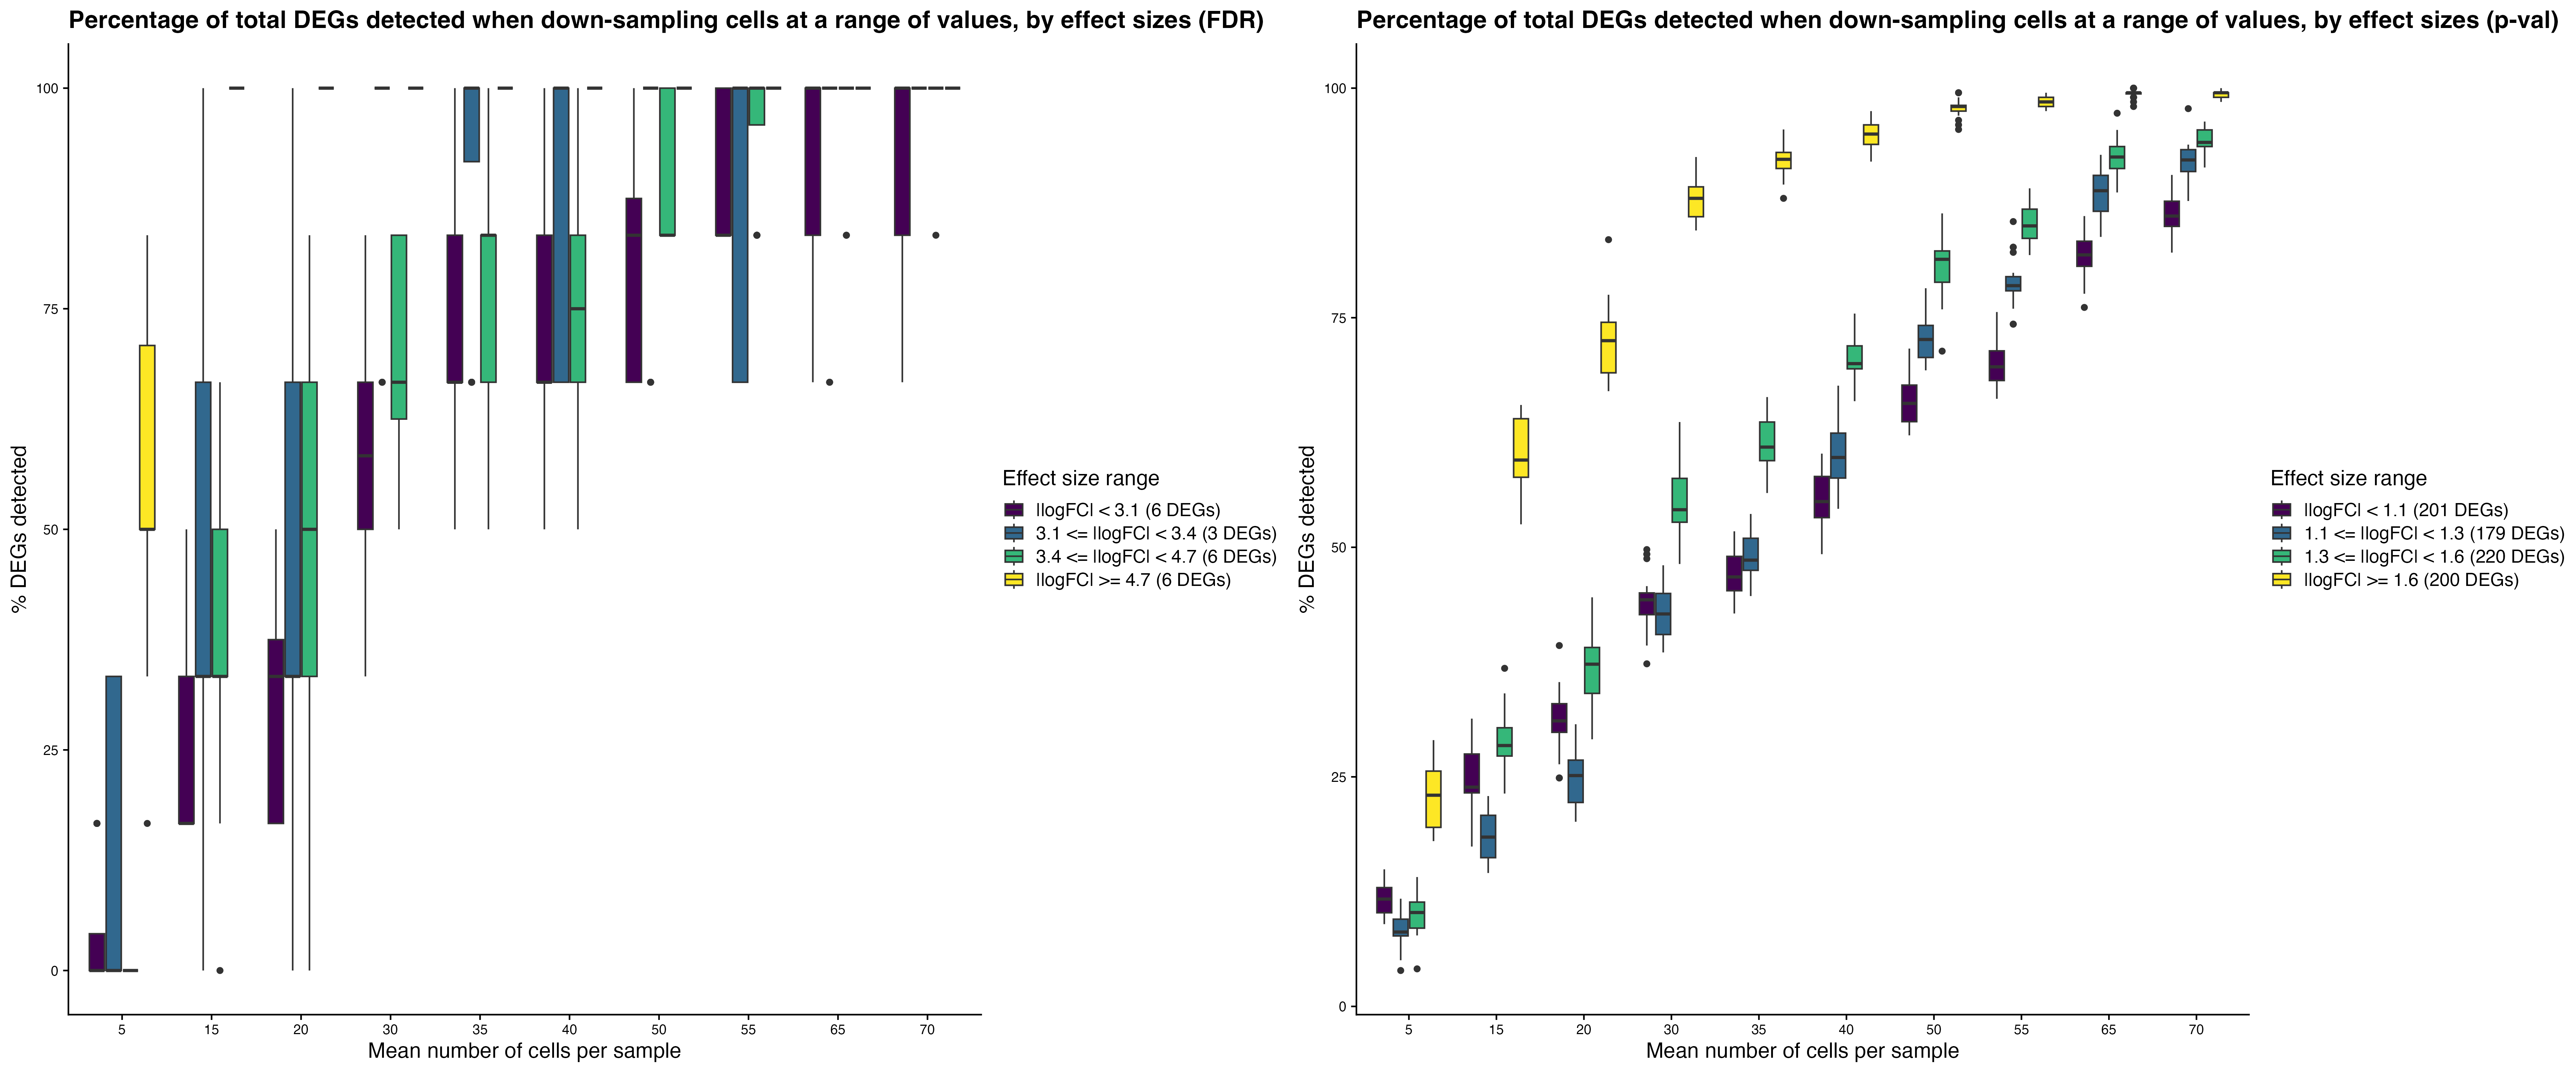 Percentage of total DEGs detected when down-sampling cells at a range of values, by effect sizes (FDR)
100
75
50
25
0
% DEGs detected
5 15 20 30 35 40 50 55 65 70
Mean number of cells per sample
Effect size range
|logFC| < 3.1 (6 DEGs)
3.1 <= |logFC| < 3.4 (3 DEGs)
3.4 <= |logFC| < 4.7 (6 DEGs)
|logFC| >= 4.7 (6 DEGs)
Percentage of total DEGs detected when down-sampling cells at a range of values, by effect sizes (p-val)
100
75
50
25
0
% DEGs detected
5 15 20 30 35 40 50 55 65 70
Mean number of cells per sample
Effect size range
|logFC| < 1.1 (201 DEGs)
1.1 <= |logFC| < 1.3 (179 DEGs)
1.3 <= |logFC| < 1.6 (220 DEGs)
|logFC| >= 1.6 (200 DEGs)